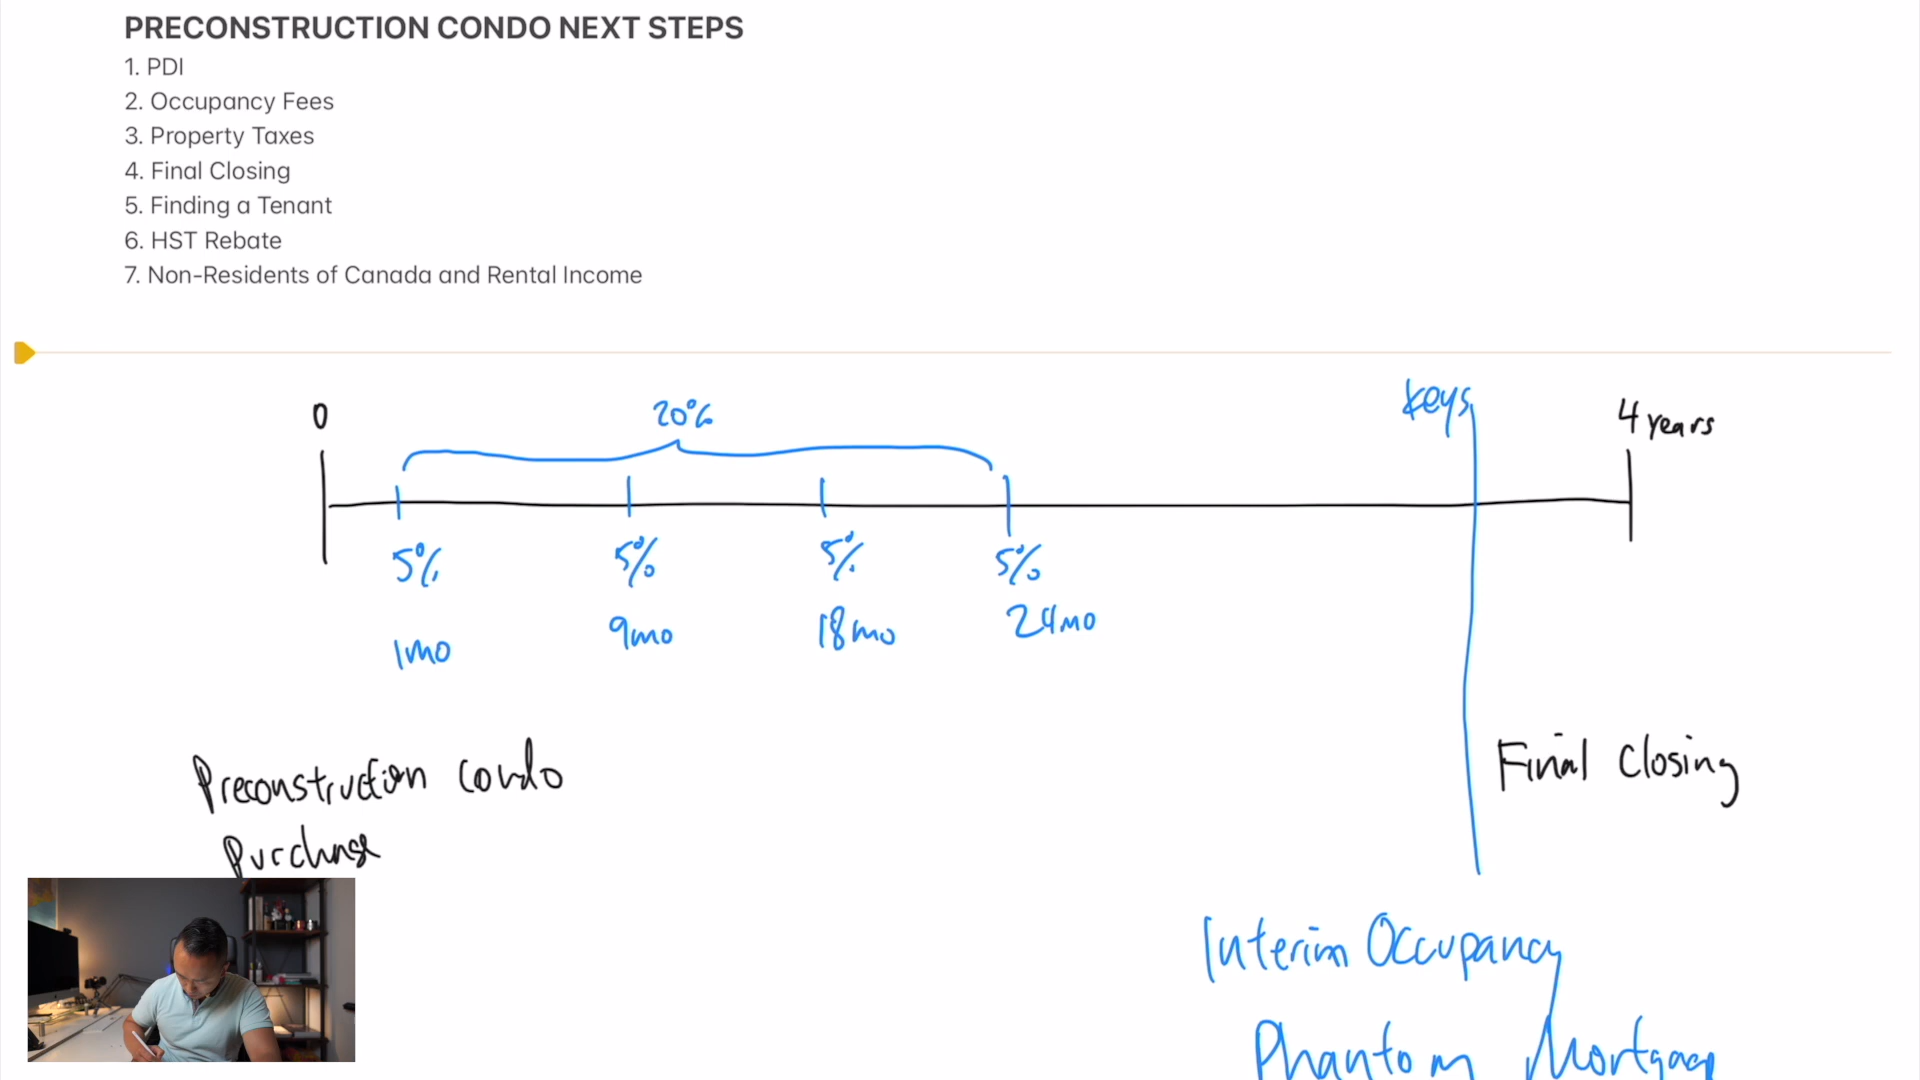 PRECONSTRUCTION CONDO NEXT STEPS
1. PDI
2. Occupancy Fees
3. Property Taxes
4. Final Closing
5. Finding a Tenant
6. HST Rebate
7. Non-Residents of Canada and Rental Income
0
20%
keys
4 years
5%
5%
5%
5%
1mo
9mo
18mo
24mo
Preconstruction condo
Purchase
Final Closing
Interim Occupancy
Phantom Mortgage